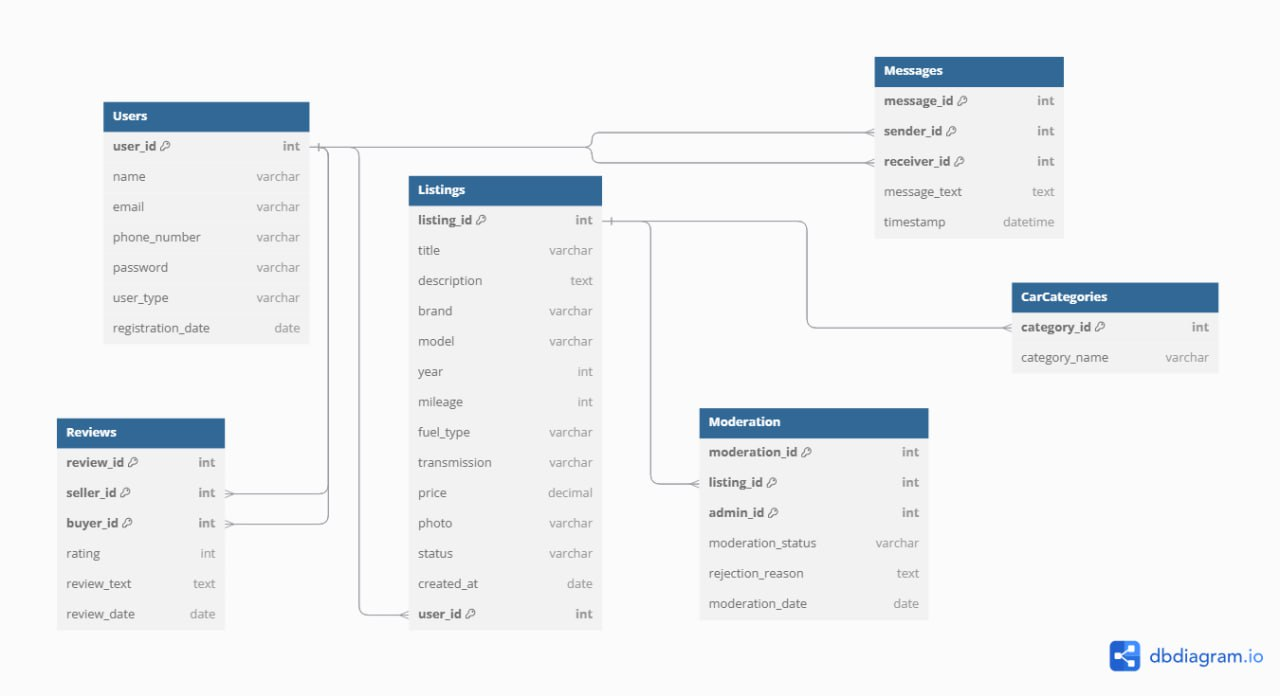 Users
user_id int
name varchar
email varchar
phone_number varchar
password varchar
user_type varchar
registration_date date
Reviews
review_id int
seller_id int
buyer_id int
rating int
review_text text
review_date date
Listings
listing_id int
title varchar
description text
brand varchar
model varchar
year int
mileage int
fuel_type varchar
transmission varchar
price decimal
photo varchar
status varchar
created_at date
user_id int
Messages
message_id int
sender_id int
receiver_id int
message_text text
timestamp datetime
CarCategories
category_id int
category_name varchar
Moderation
moderation_id int
listing_id int
admin_id int
moderation_status varchar
rejection_reason text
moderation_date date
dbdiagram.io